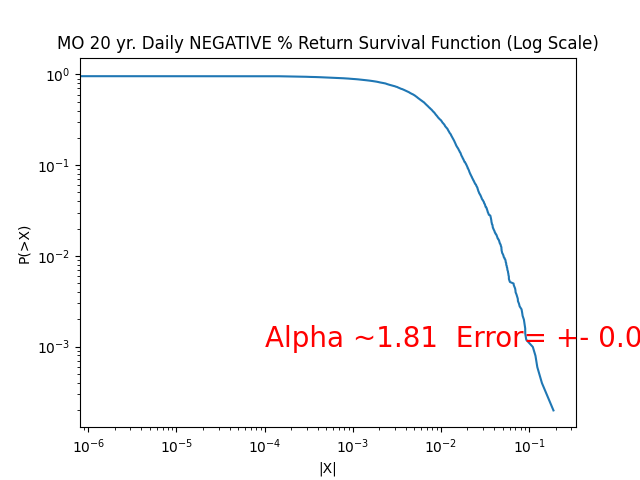 MO 20 yr. Daily NEGATIVE % Return Survival Function (Log Scale)
10⁰
10⁻¹
10⁻²
10⁻³
P(>X)
Alpha ~1.81  Error= +- 0.0
10⁻⁶
10⁻⁵
10⁻⁴
10⁻³
10⁻²
10⁻¹
|X|